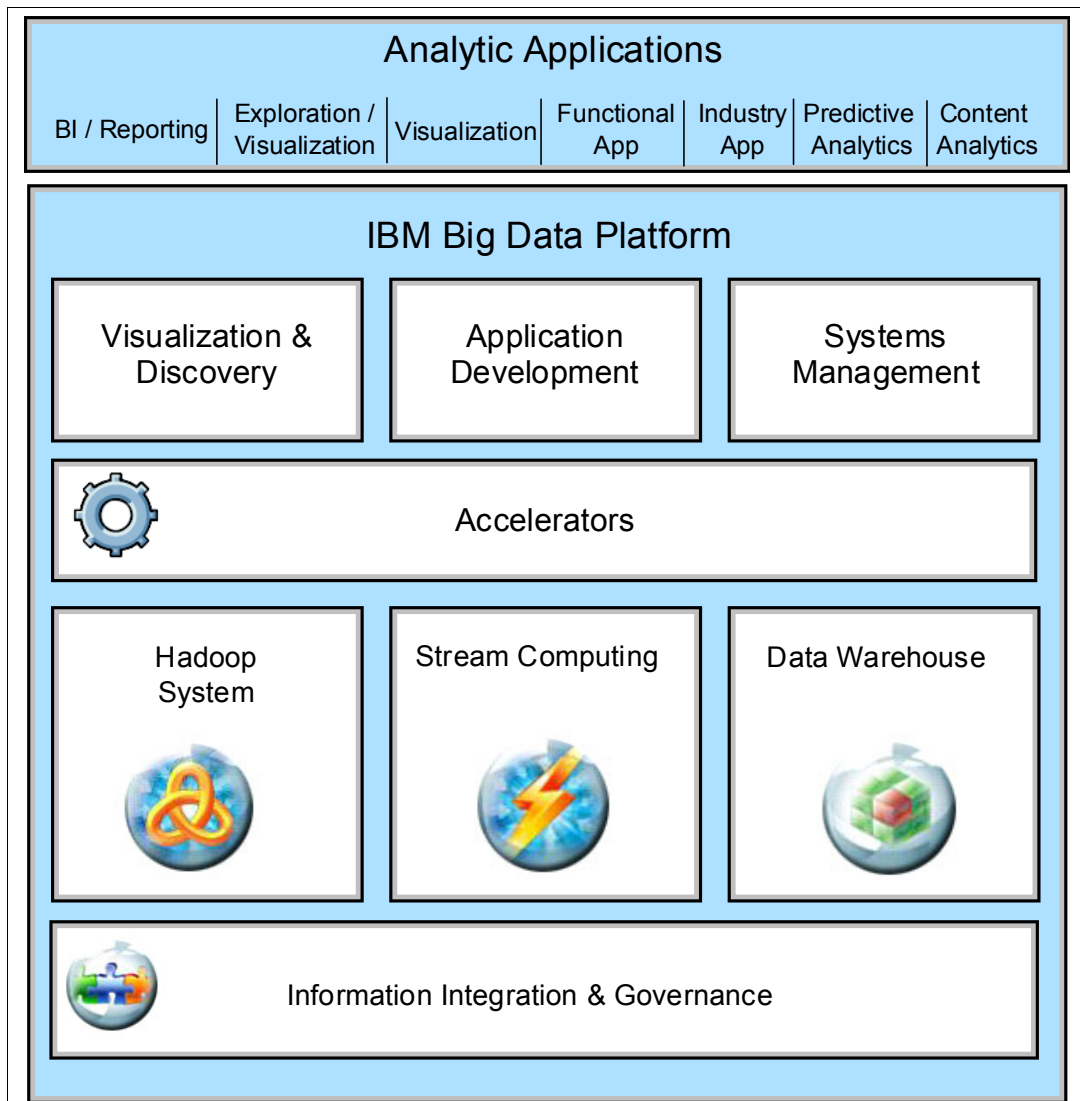 Analytic Applications
BI / Reporting
Exploration /
Visualization
Visualization
Functional
App
Industry
App
Predictive
Analytics
Content
Analytics
IBM Big Data Platform
Visualization &
Discovery
Application
Development
Systems
Management
Accelerators
Hadoop
System
Stream Computing
Data Warehouse
Information Integration & Governance